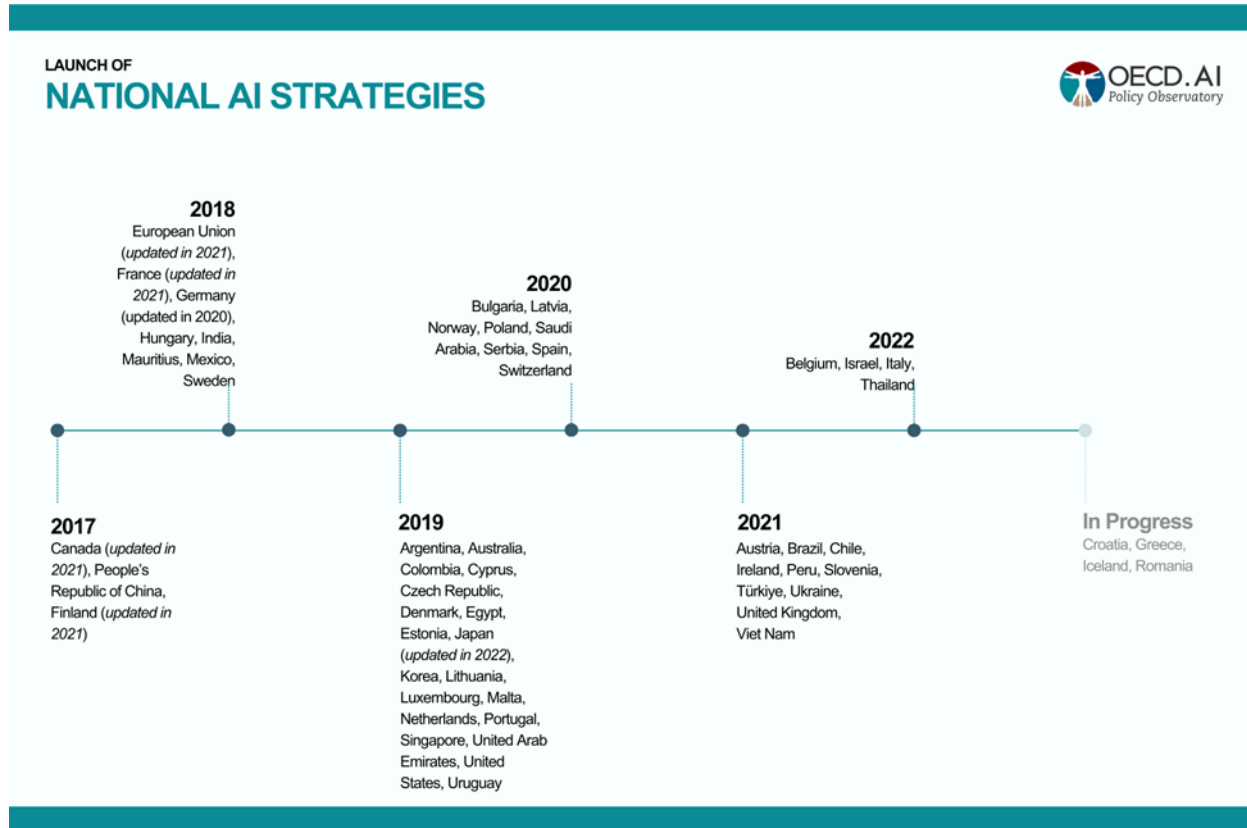 LAUNCH OF
NATIONAL AI STRATEGIES
OECD.AI
Policy Observatory
2018
European Union
(updated in 2021),
France (updated in
2021), Germany
(updated in 2020),
Hungary, India,
Mauritius, Mexico,
Sweden
2020
Bulgaria, Latvia,
Norway, Poland, Saudi
Arabia, Serbia, Spain,
Switzerland
2022
Belgium, Israel, Italy,
Thailand
2017
Canada (updated in
2021), People's
Republic of China,
Finland (updated in
2021)
2019
Argentina, Australia,
Colombia, Cyprus,
Czech Republic,
Denmark, Egypt,
Estonia, Japan
(updated in 2022),
Korea, Lithuania,
Luxembourg, Malta,
Netherlands, Portugal,
Singapore, United Arab
Emirates, United
States, Uruguay
2021
Austria, Brazil, Chile,
Ireland, Peru, Slovenia,
Türkiye, Ukraine,
United Kingdom,
Viet Nam
In Progress
Croatia, Greece,
Iceland, Romania